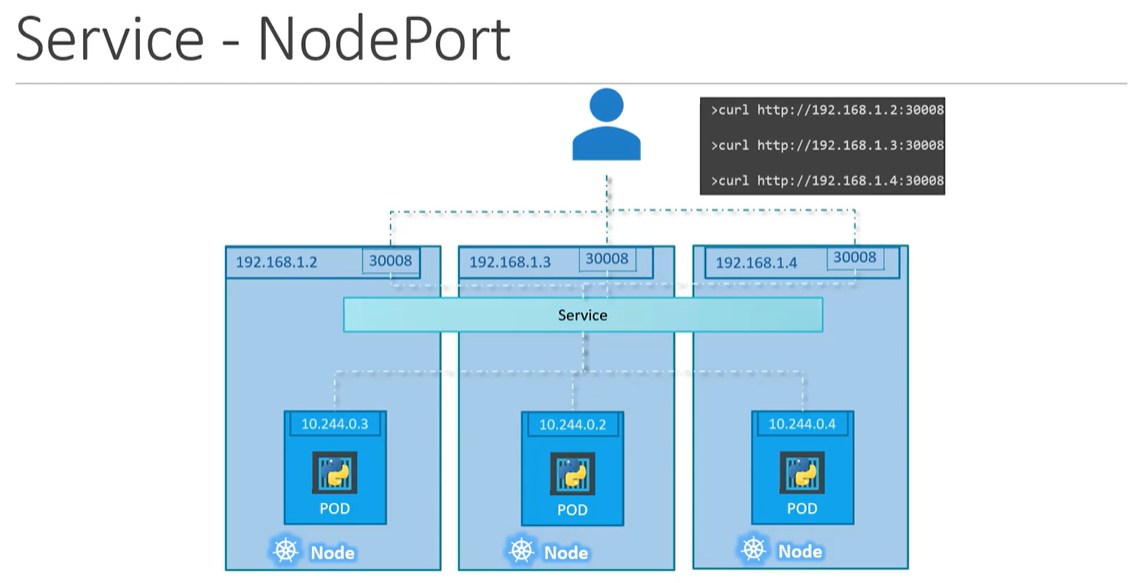 Service - NodePort
>curl http://192.168.1.2:30008
>curl http://192.168.1.3:30008
>curl http://192.168.1.4:30008
192.168.1.2 30008
192.168.1.3 30008
192.168.1.4 30008
Service
10.244.0.3
10.244.0.2
10.244.0.4
POD
POD
POD
Node
Node
Node